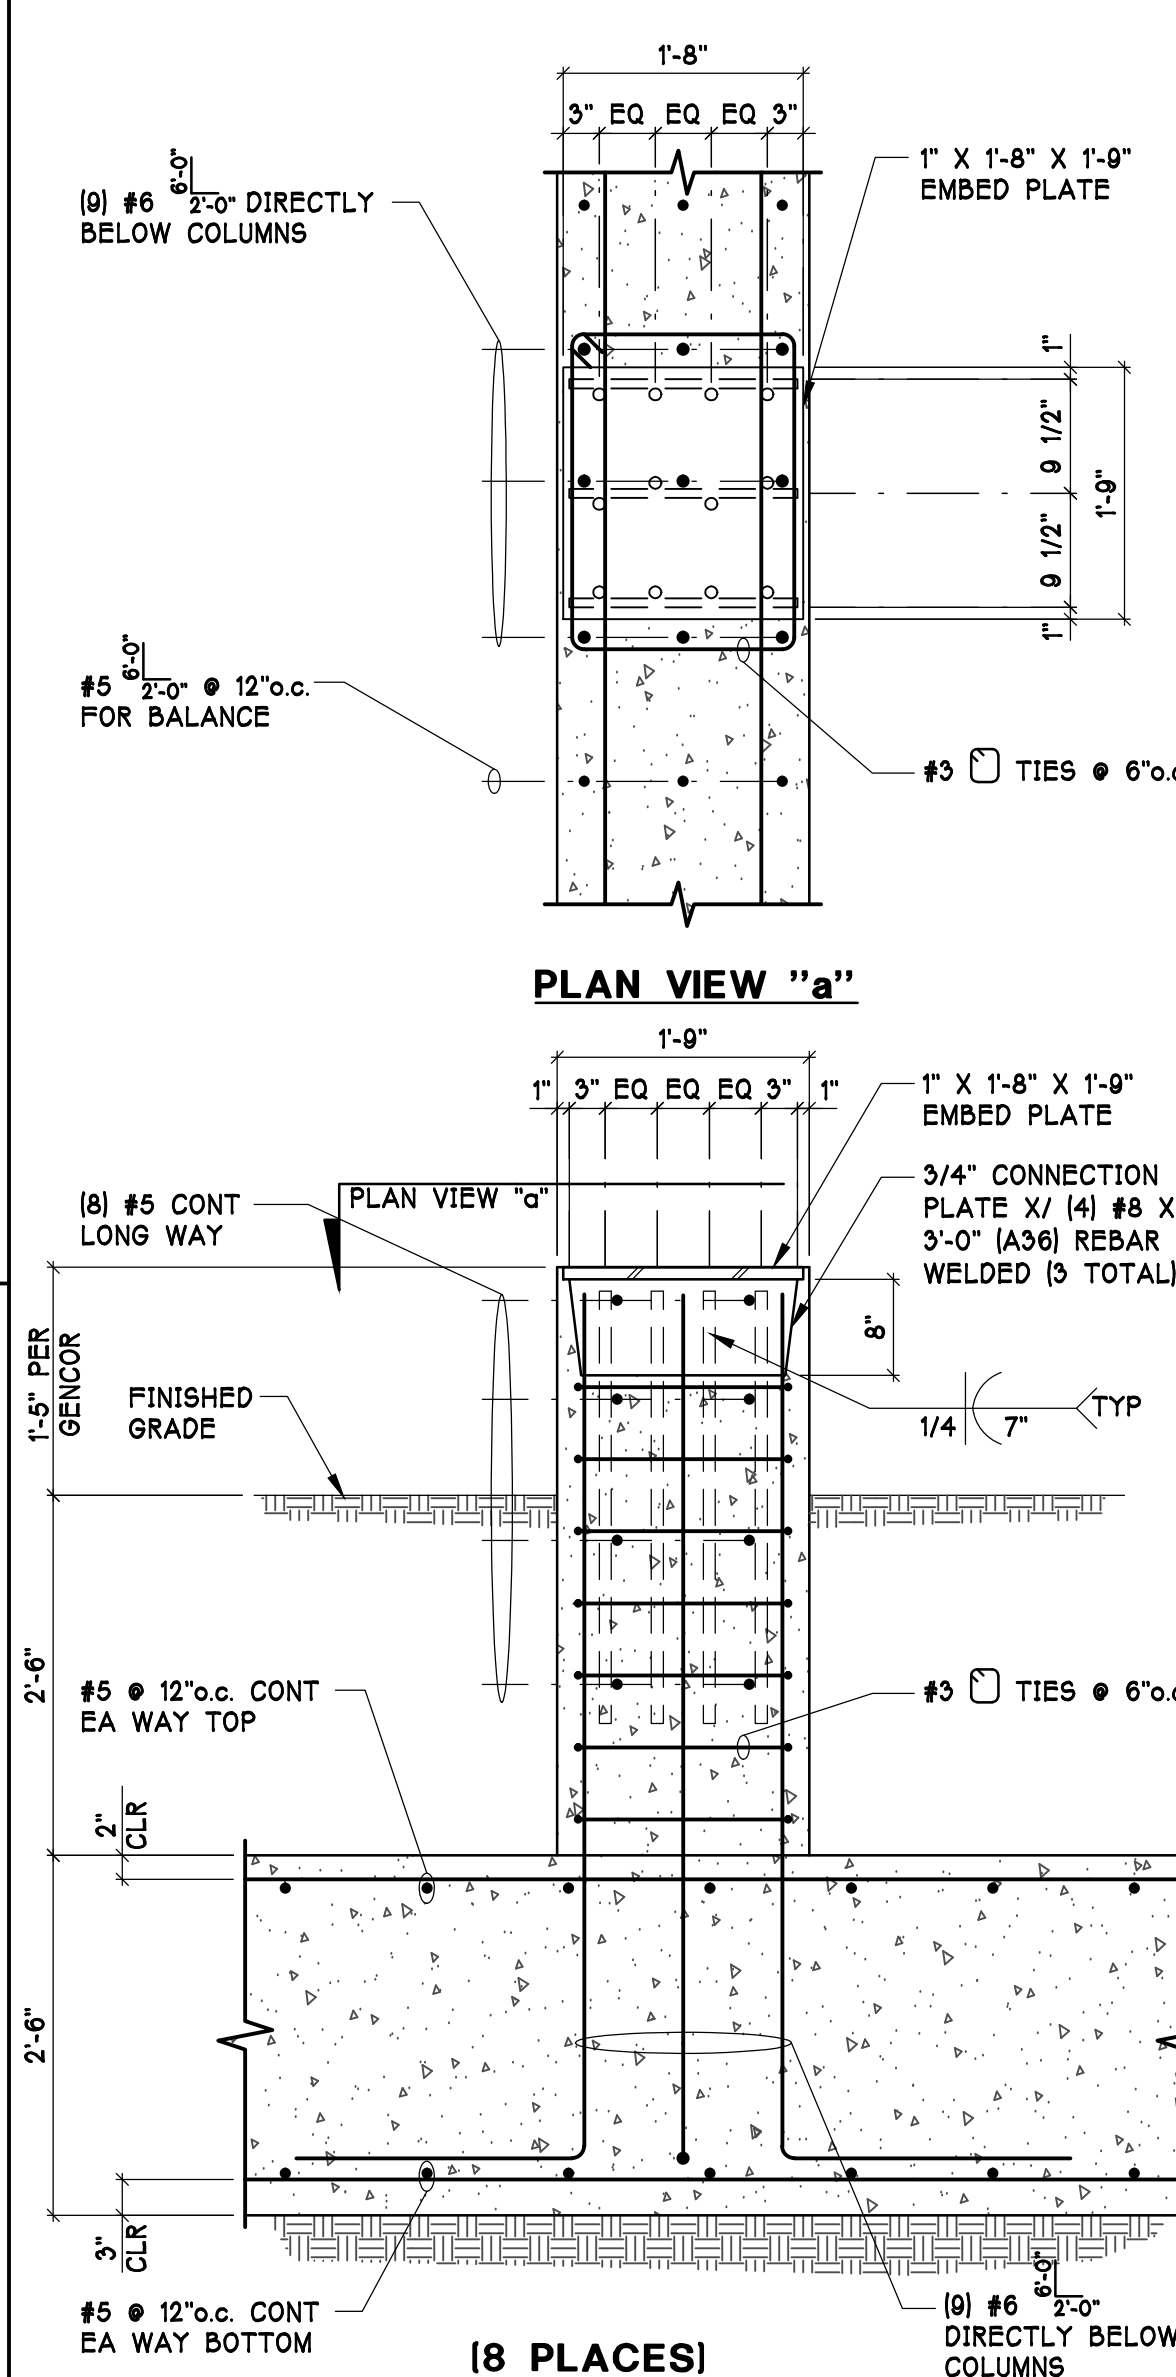 1'-8"
3" EQ EQ EQ 3"
1" X 1'-8" X 1'-9"
EMBED PLATE
6'-0"
(9) #6 2'-0" DIRECTLY
BELOW COLUMNS
1"
9 1/2"
1'-9"
9 1/2"
1"
6'-0"
#5 2'-0" @ 12"o.c.
FOR BALANCE
#3 TIES @ 6"o.c
PLAN VIEW "a"
1'-9"
1" 3" EQ EQ EQ 3" 1"
1" X 1'-8" X 1'-9"
EMBED PLATE
3/4" CONNECTION
PLATE X/ (4) #8 X
3'-0" (A36) REBAR
WELDED (3 TOTAL)
(8) #5 CONT
LONG WAY
PLAN VIEW "a"
8"
1'-5" PER
GENCOR
FINISHED
GRADE
1/4 7" TYP
2'-6"
#5 @ 12"o.c. CONT
EA WAY TOP
#3 TIES @ 6"o.c
2"
CLR
2'-6"
3"
CLR
#5 @ 12"o.c. CONT
EA WAY BOTTOM
6'-0"
(9) #6 2'-0"
DIRECTLY BELOW
COLUMNS
(8 PLACES)